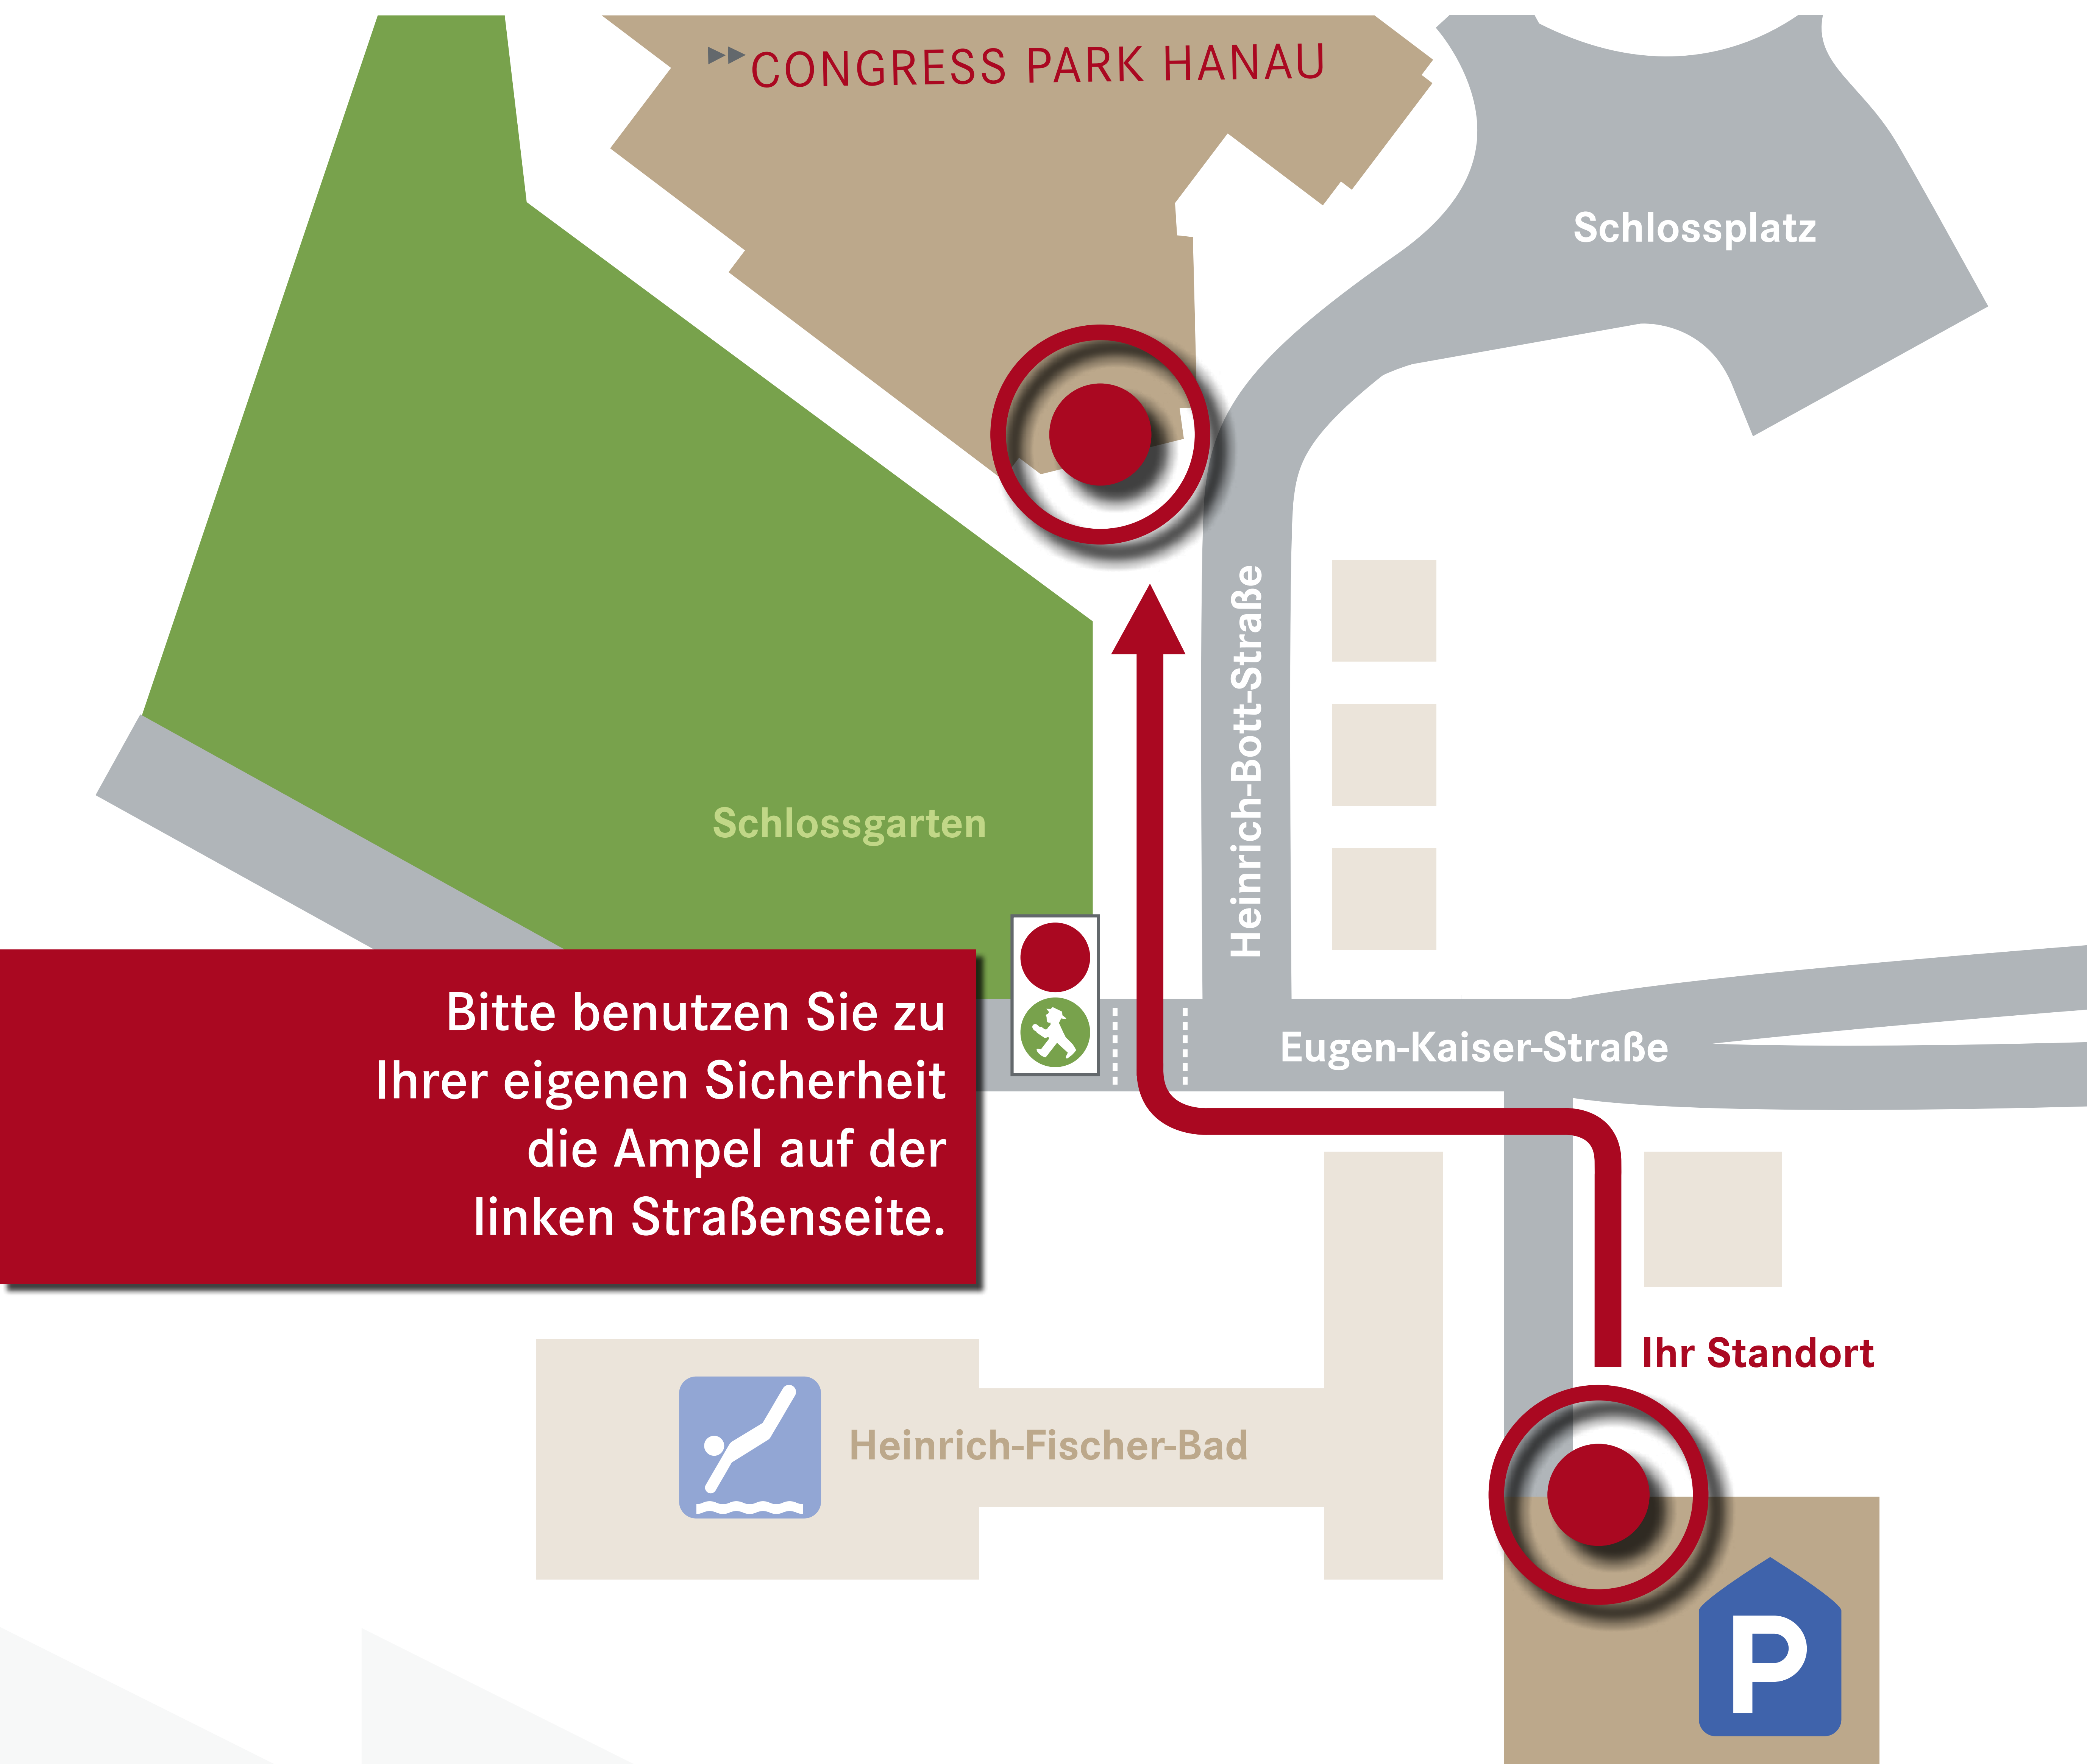 CONGRESS PARK HANAU
Schlossplatz
Heinrich-Bott-Straße
Schlossgarten
Bitte benutzen Sie zu
Ihrer eigenen Sicherheit
die Ampel auf der
linken Straßenseite.
Eugen-Kaiser-Straße
Ihr Standort
Heinrich-Fischer-Bad
P